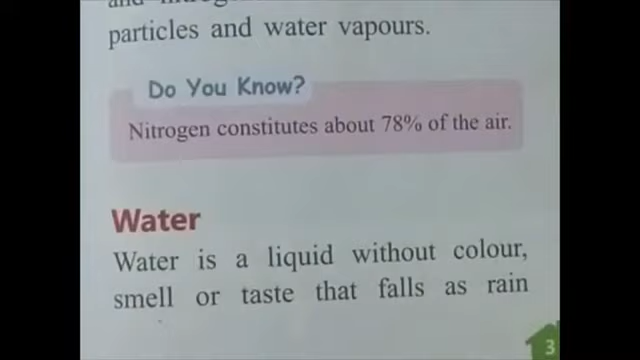 particles and water vapours.
Do You Know?
Nitrogen constitutes about 78% of the air.
Water
Water is a liquid without colour,
smell or taste that falls as rain
3